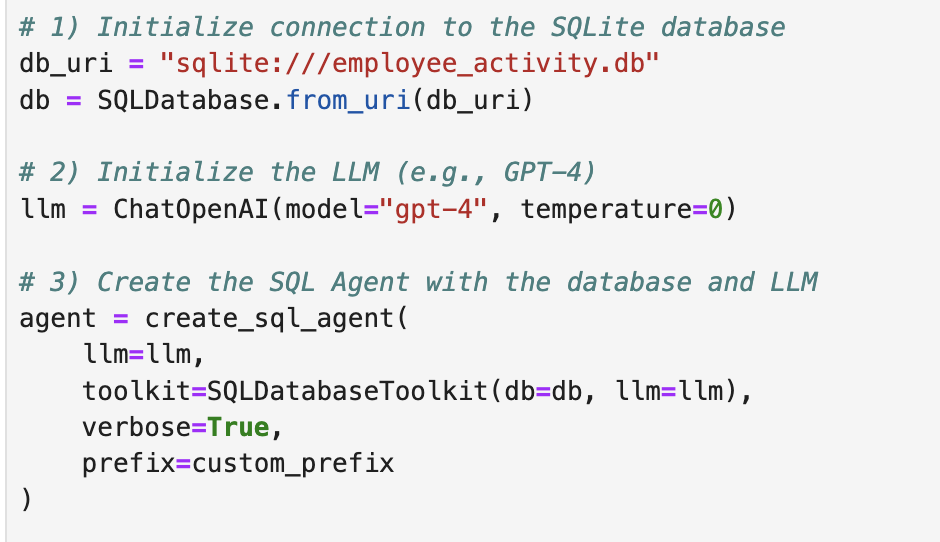 # 1) Initialize connection to the SQLite database
db_uri = "sqlite:///employee_activity.db"
db = SQLDatabase.from_uri(db_uri)

# 2) Initialize the LLM (e.g., GPT-4)
llm = ChatOpenAI(model="gpt-4", temperature=0)

# 3) Create the SQL Agent with the database and LLM
agent = create_sql_agent(
    llm=llm,
    toolkit=SQLDatabaseToolkit(db=db, llm=llm),
    verbose=True,
    prefix=custom_prefix
)